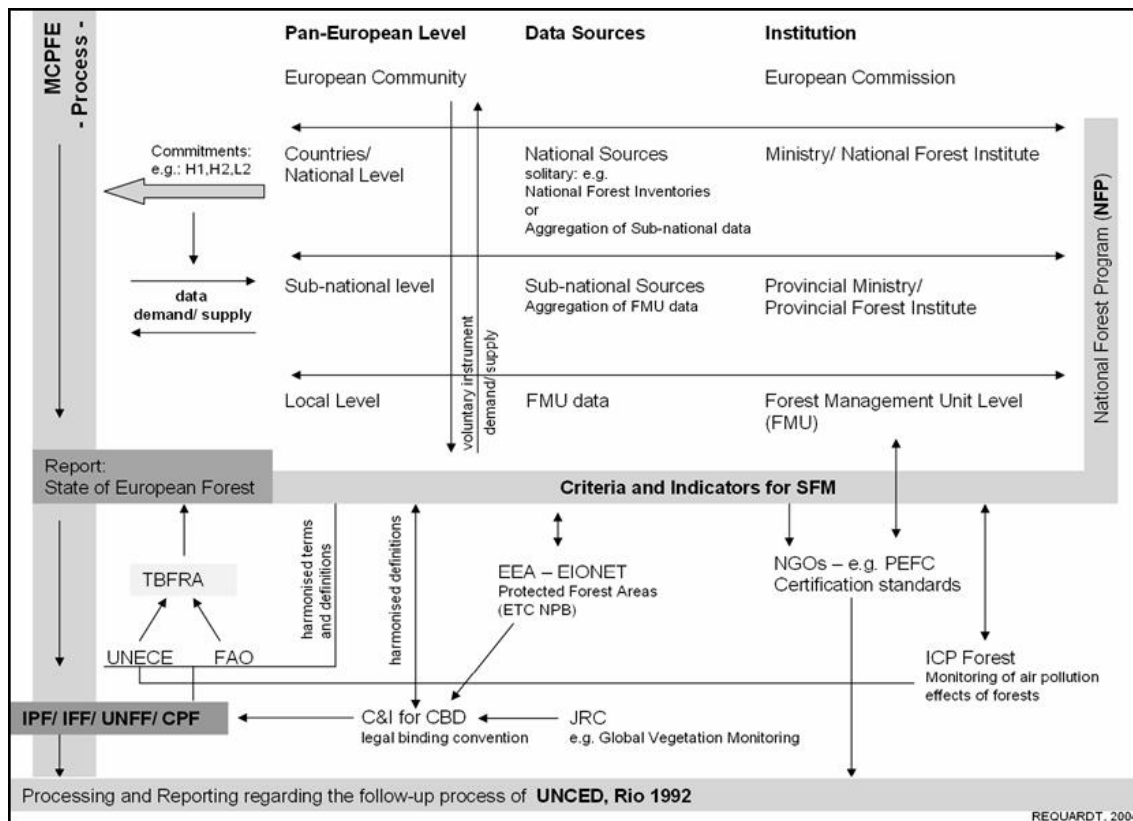 MCPFE
- Process -
Pan-European Level
Data Sources
Institution
European Community
European Commission
Commitments:
e.g.: H1,H2,L2
Countries/
National Level
National Sources
solitary: e.g.
National Forest Inventories
or
Aggregation of Sub-national data
Ministry/ National Forest Institute
National Forest Program (NFP)
data
demand/ supply
Sub-national level
Sub-national Sources
Aggregation of FMU data
Provincial Ministry/
Provincial Forest Institute
voluntary instrument
demand/ supply
Local Level
FMU data
Forest Management Unit Level
(FMU)
Report:
State of European Forest
Criteria and Indicators for SFM
harmonised terms
and definitions
harmonised definitions
TBFRA
EEA – EIONET
Protected Forest Areas
(ETC NPB)
NGOs – e.g. PEFC
Certification standards
UNECE
FAO
ICP Forest
Monitoring of air pollution
effects of forests
IPF/ IFF/ UNFF/ CPF
C&I for CBD
legal binding convention
JRC
e.g. Global Vegetation Monitoring
Processing and Reporting regarding the follow-up process of UNCED, Rio 1992
REQUARDT, 2004